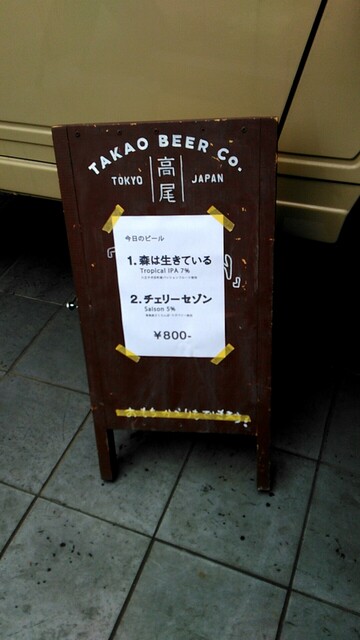 TAKAO BEER CO.
TOKYO 高尾 JAPAN
今日のビール
1. 森は生きている
Tropical IPA 7%
2. チェリーセゾン
Saison 5%
￥800-